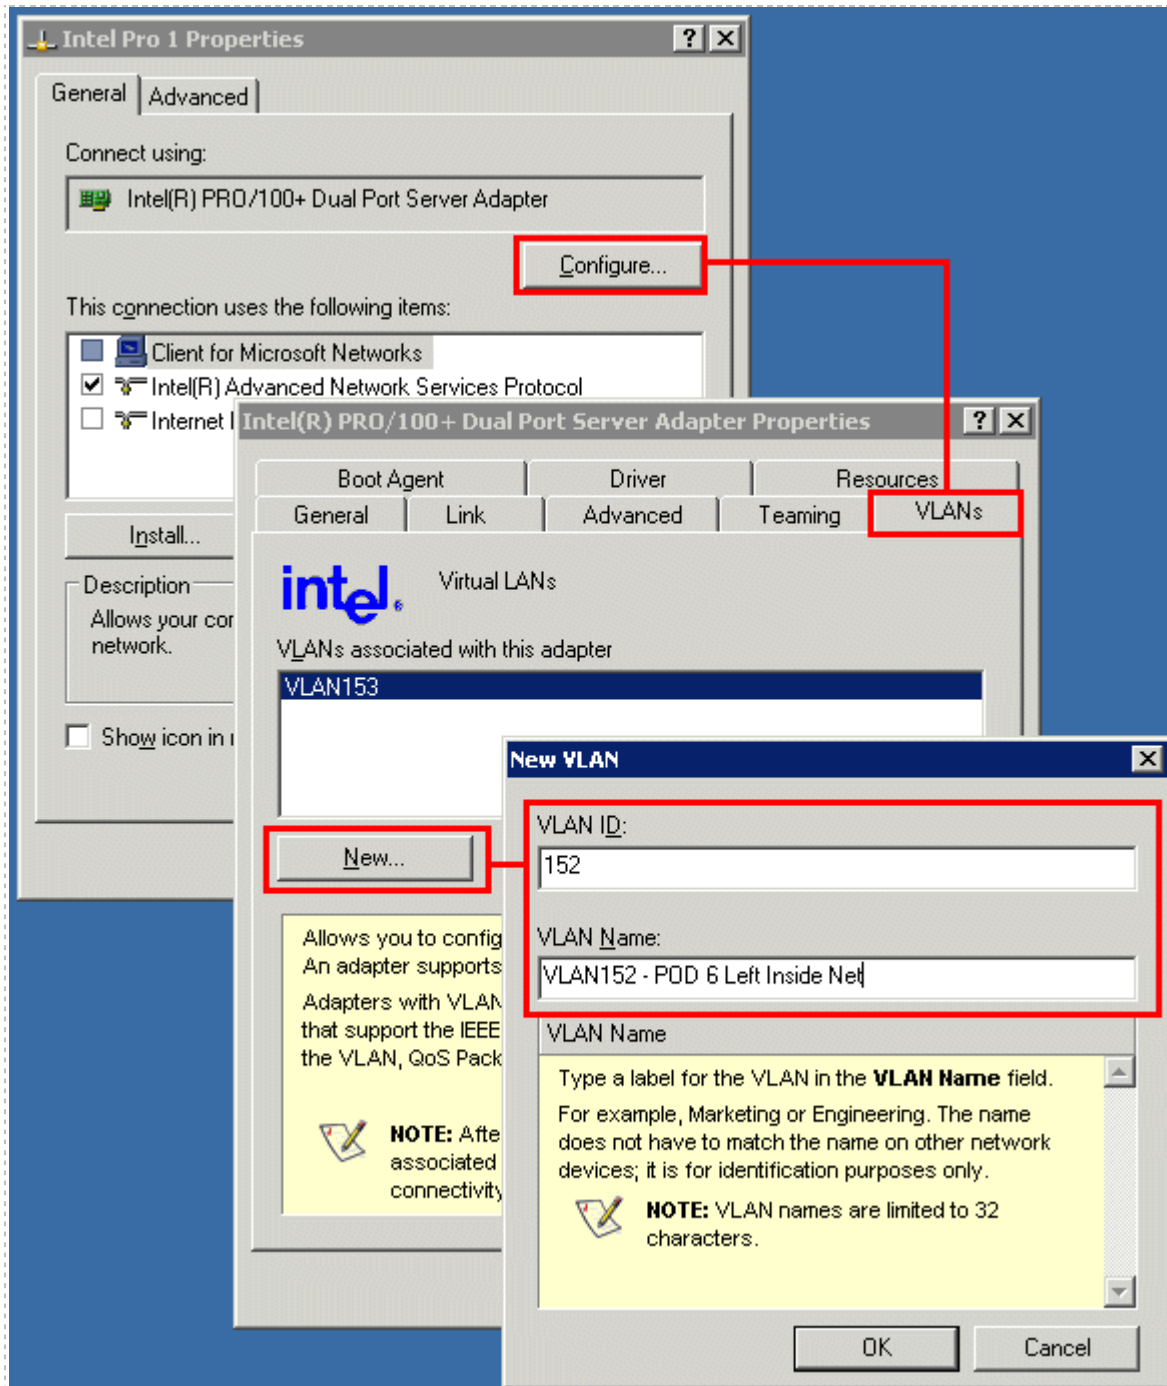 Intel Pro 1 Properties
General
Advanced
Connect using:
Intel(R) PRO/100+ Dual Port Server Adapter
Configure...
This connection uses the following items:
Client for Microsoft Networks
Intel(R) Advanced Network Services Protocol
Internet
Install...
Description
Allows your
network.
Show icon in
Intel(R) PRO/100+ Dual Port Server Adapter Properties
Boot Agent
Driver
Resources
General
Link
Advanced
Teaming
VLANs
intel.
Virtual LANs
VLANs associated with this adapter
VLAN153
New...
Allows you to
An adapter supports
Adapters with
that support the IEEE
the VLAN, QoS
NOTE:
associated
connectivity
New VLAN
VLAN ID:
152
VLAN Name:
VLAN152 - POD 6 Left Inside Net
VLAN Name
Type a label for the VLAN in the VLAN Name field.
For example, Marketing or Engineering. The name
does not have to match the name on other network
devices; it is for identification purposes only.
NOTE: VLAN names are limited to 32
characters.
OK
Cancel